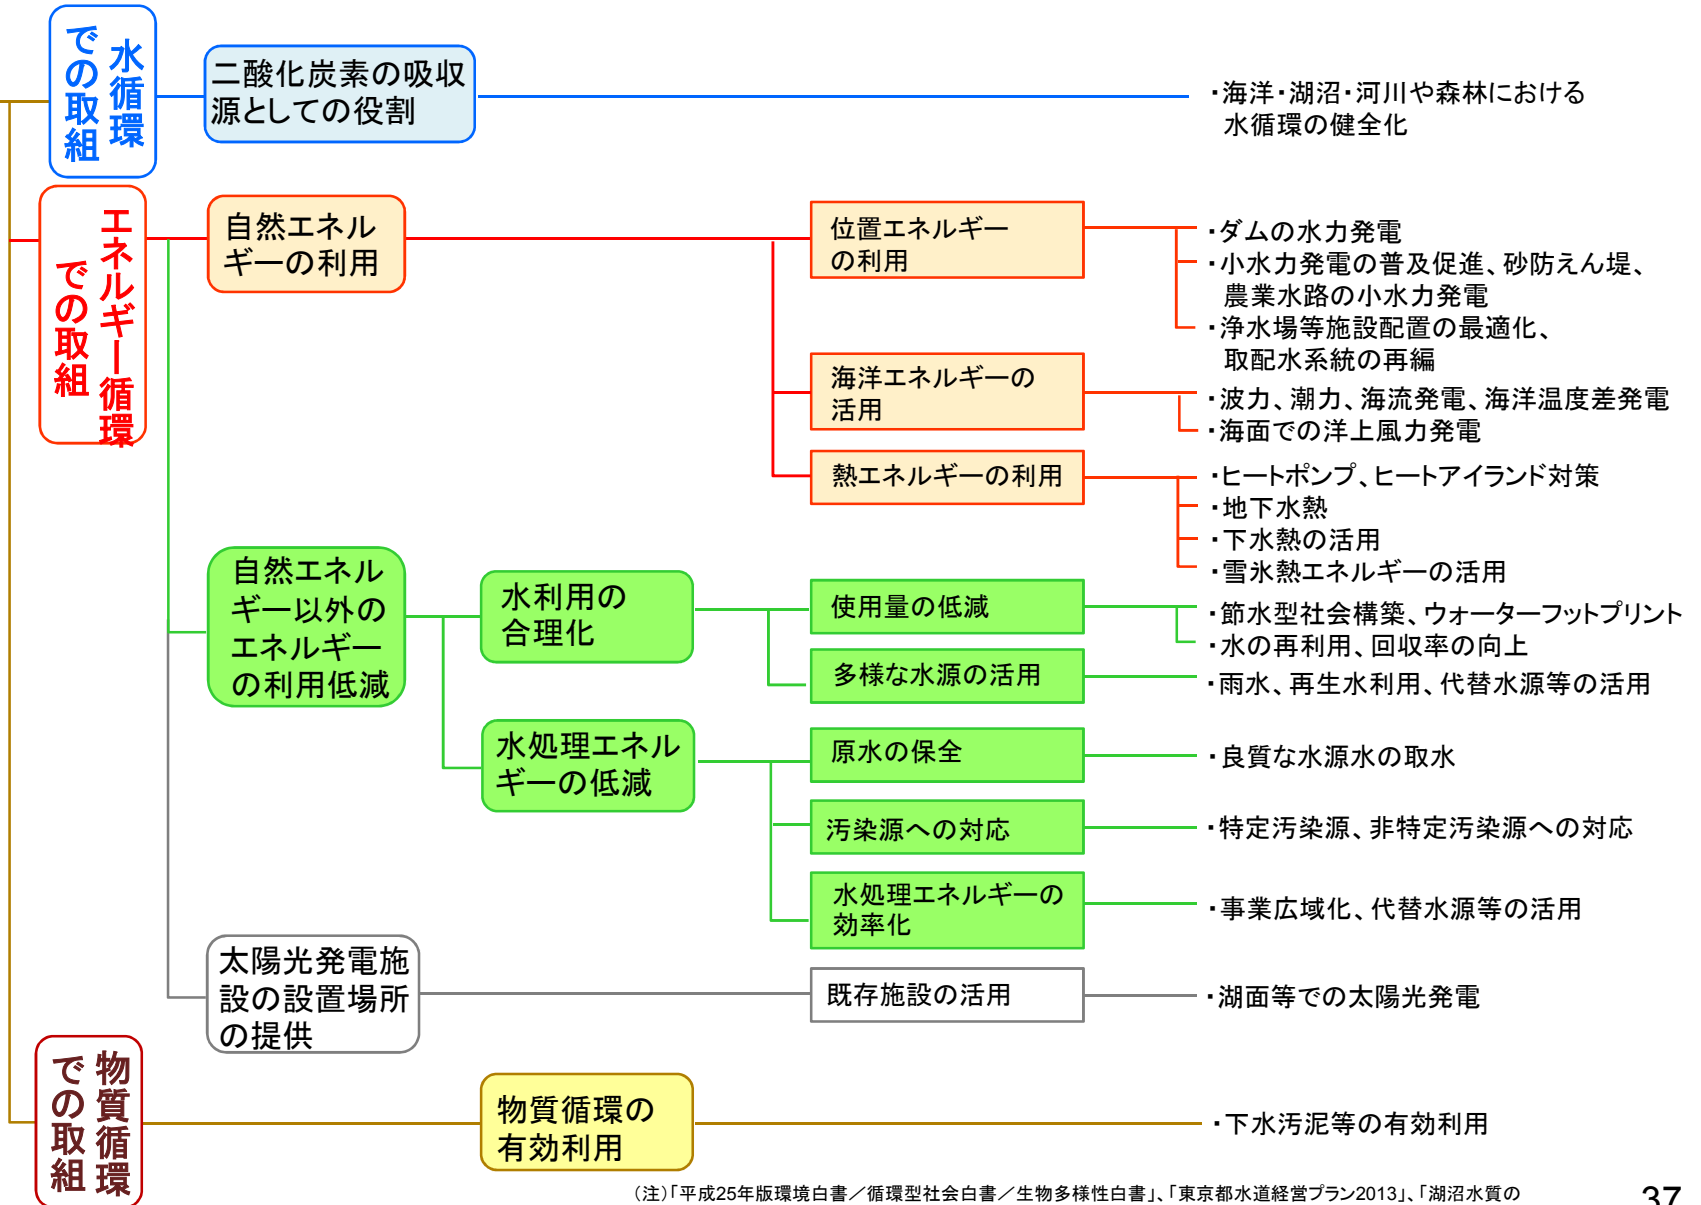 水循環
での取組
二酸化炭素の吸収
源としての役割
・海洋・湖沼・河川や森林における
水循環の健全化
エネルギー循環
での取組
自然エネル
ギーの利用
位置エネルギー
の利用
・ダムの水力発電
・小水力発電の普及促進、砂防えん堤、
農業水路の小水力発電
・浄水場等施設配置の最適化、
取配水系統の再編
海洋エネルギーの
活用
・波力、潮力、海流発電、海洋温度差発電
・海面での洋上風力発電
熱エネルギーの利用
・ヒートポンプ、ヒートアイランド対策
・地下水熱
・下水熱の活用
・雪氷熱エネルギーの活用
自然エネル
ギー以外の
エネルギー
の利用低減
水利用の
合理化
使用量の低減
・節水型社会構築、ウォーターフットプリント
・水の再利用、回収率の向上
多様な水源の活用
・雨水、再生水利用、代替水源等の活用
水処理エネル
ギーの低減
原水の保全
・良質な水源水の取水
汚染源への対応
・特定汚染源、非特定汚染源への対応
水処理エネルギーの
効率化
・事業広域化、代替水源等の活用
太陽光発電施
設の設置場所
の提供
既存施設の活用
・湖面等での太陽光発電
物質循環
での取組
物質循環の
有効利用
・下水汚泥等の有効利用
（注）「平成25年版環境白書／循環型社会白書／生物多様性白書」、「東京都水道経営プラン2013」、「湖沼水質の
37